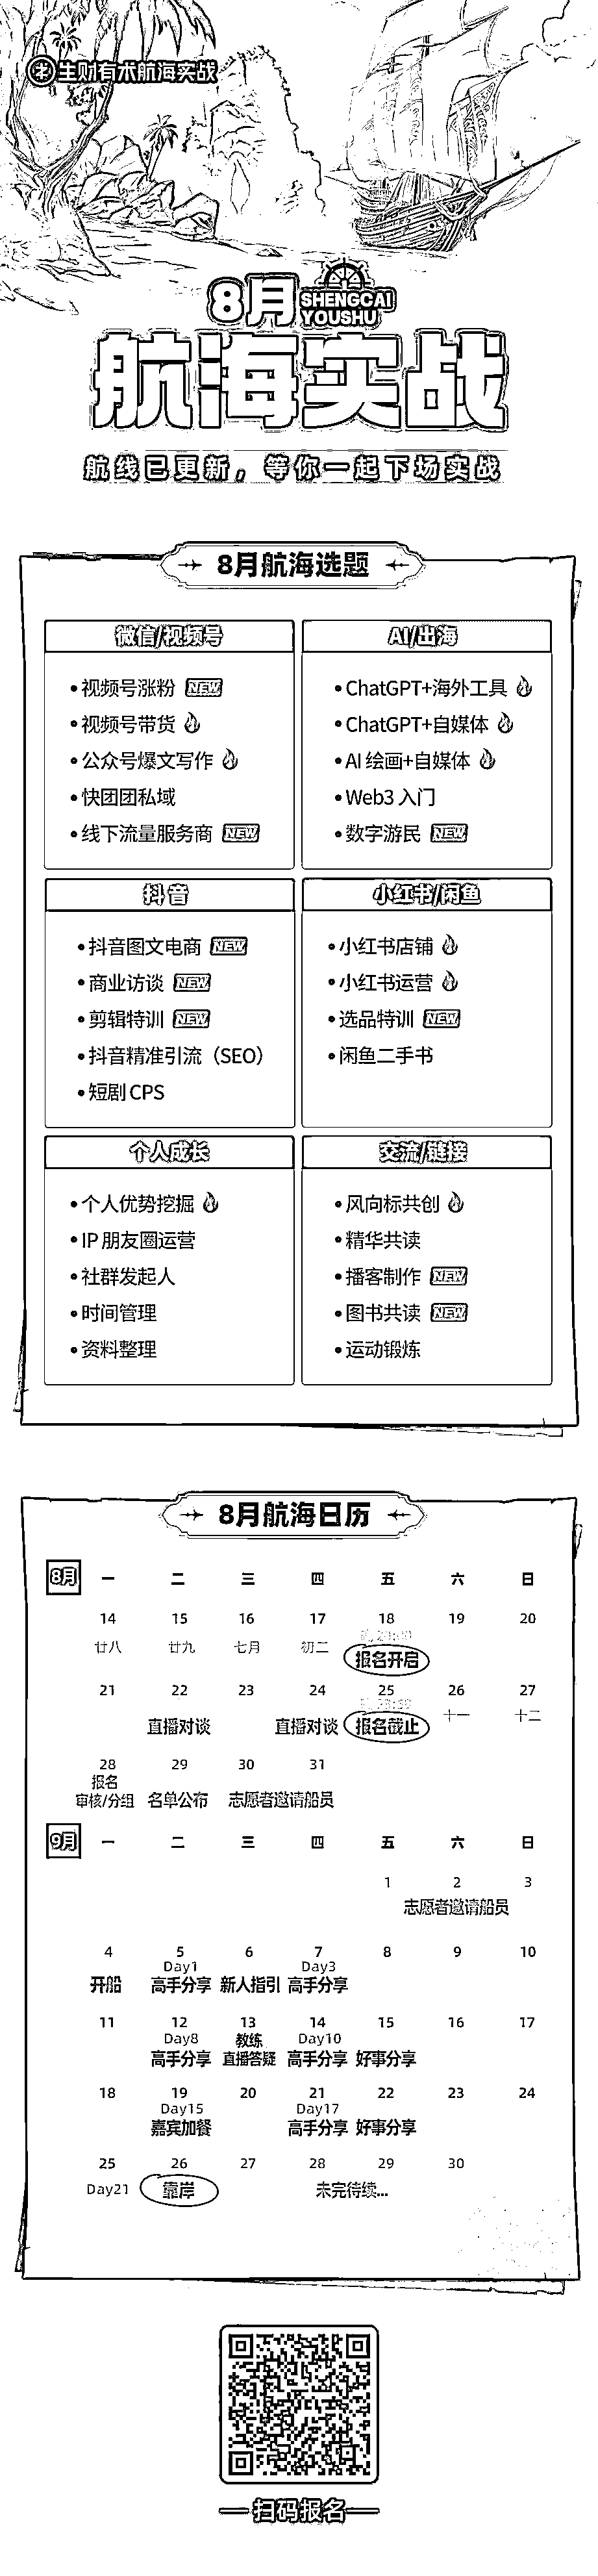 生财有术航海实战
8月
SHENGCAI
YOUSHU
航海实战
航线已更新，等你一起下场实战
8月航海选题
微信/视频号
视频号涨粉 NEW
视频号带货
公众号爆文写作
快团团私域
线下流量服务商 NEW
AI/出海
ChatGPT+海外工具
ChatGPT+自媒体
AI 绘画+自媒体
Web3 入门
数字游民 NEW
抖音
抖音图文电商 NEW
商业访谈 NEW
剪辑特训 NEW
抖音精准引流（SEO）
短剧 CPS
小红书/闲鱼
小红书店铺
小红书运营
选品特训 NEW
闲鱼二手书
个人成长
个人优势挖掘
IP 朋友圈运营
社群发起人
时间管理
资料整理
交流/链接
风向标共创
精华共读
播客制作 NEW
图书共读 NEW
运动锻炼
8月航海日历
8月 一 二 三 四 五 六 日
14 15 16 17 18 19 20
廿八 廿九 七月 初二
报名开启
21 22 23 24 25 26 27
直播对谈 直播对谈 报名截止 十一 十二
28 29 30 31
报名
审核/分组 名单公布 志愿者邀请船员
9月 一 二 三 四 五 六 日
1 2 3
志愿者邀请船员
4 5 6 7 8 9 10
Day1 Day3
开船 高手分享 新人指引 高手分享
11 12 13 14 15 16 17
Day8 教练 Day10
高手分享 直播答疑 高手分享 好事分享
18 19 20 21 22 23 24
Day15 Day17
嘉宾加餐 高手分享 好事分享
25 26 27 28 29 30
Day21 靠岸 未完待续...
扫码报名